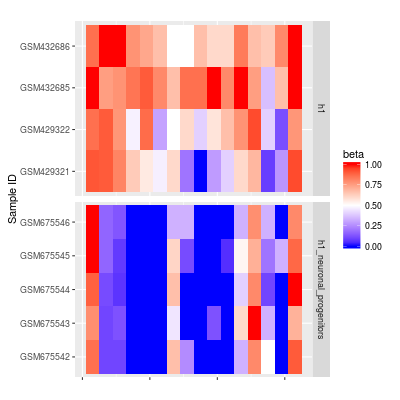 GSM432686
GSM432685
GSM429322
GSM429321
h1
GSM675546
GSM675545
GSM675544
GSM675543
GSM675542
h1_neuronal_progenitors
Sample ID
beta
1.00
0.75
0.50
0.25
0.00